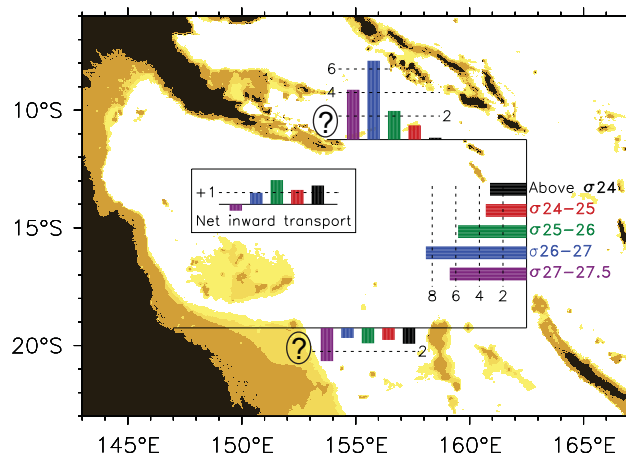 6
4
2
10°S
?
+1
Net inward transport
Above σ24
σ24-25
σ25-26
σ26-27
σ27-27.5
8 6 4 2
15°S
20°S
?
2
145°E 150°E 155°E 160°E 165°E